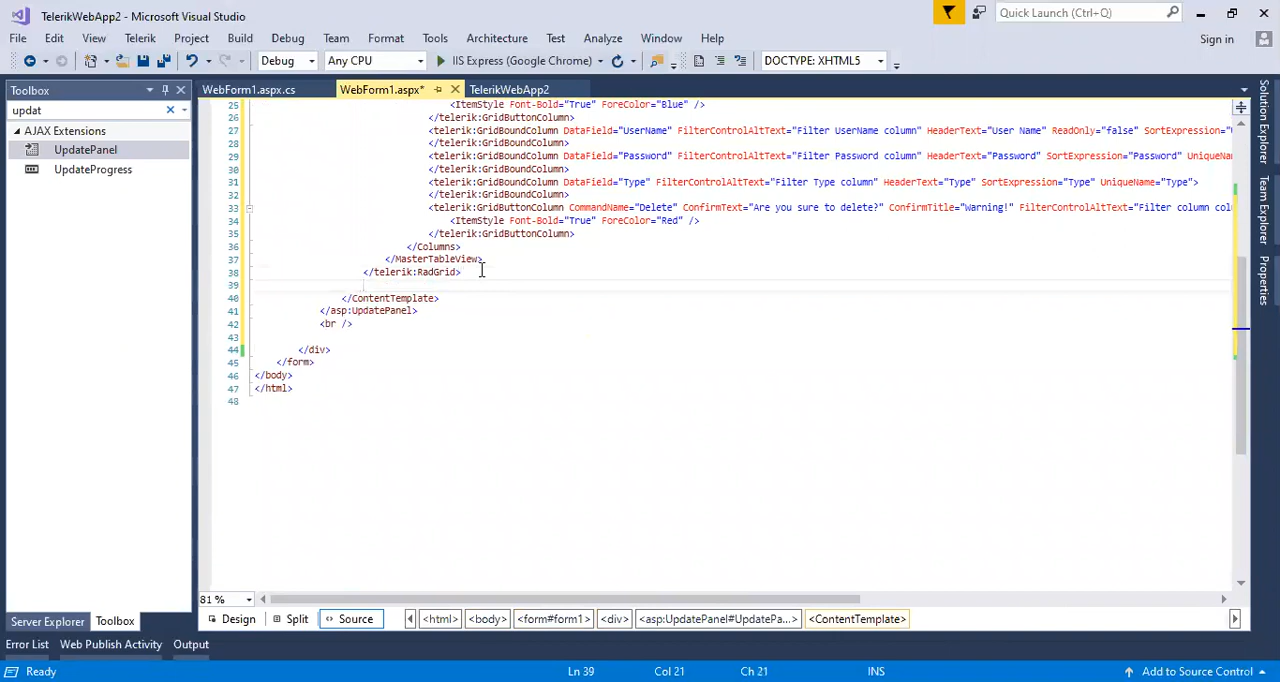 TelerikWebApp2 - Microsoft Visual Studio
Quick Launch (Ctrl+Q)
File Edit View Telerik Project Build Debug Team Format Tools Architecture Test Analyze Window Help
Sign in
Debug Any CPU IIS Express (Google Chrome) DOCTYPE: XHTML5
Toolbox
WebForm1.aspx.cs WebForm1.aspx* TelerikWebApp2
updat
AJAX Extensions
UpdatePanel
UpdateProgress
25 <ItemStyle Font-Bold="True" ForeColor="Blue" />
26 </telerik:GridButtonColumn>
27 <telerik:GridBoundColumn DataField="UserName" FilterControlAltText="Filter UserName column" HeaderText="User Name" ReadOnly="false" SortExpression="
28 </telerik:GridBoundColumn>
29 <telerik:GridBoundColumn DataField="Password" FilterControlAltText="Filter Password column" HeaderText="Password" SortExpression="Password" UniqueName
30 </telerik:GridBoundColumn>
31 <telerik:GridBoundColumn DataField="Type" FilterControlAltText="Filter Type column" HeaderText="Type" SortExpression="Type" UniqueName="Type">
32 </telerik:GridBoundColumn>
33 <telerik:GridButtonColumn CommandName="Delete" ConfirmText="Are you sure to delete?" ConfirmTitle="Warning!" FilterControlAltText="Filter column col
34 <ItemStyle Font-Bold="True" ForeColor="Red" />
35 </telerik:GridButtonColumn>
36 </Columns>
37 </MasterTableView>
38 </telerik:RadGrid>
39
40 </ContentTemplate>
41 </asp:UpdatePanel>
42 <br />
43
44 </div>
45 </form>
46 </body>
47 </html>
48
Solution Explorer
Team Explorer
Properties
81 %
Design Split Source <html> <body> <form#form1> <div> <asp:UpdatePanel#UpdatePa...> <ContentTemplate>
Server Explorer Toolbox
Error List Web Publish Activity Output
Ready Ln 39 Col 21 Ch 21 INS Add to Source Control